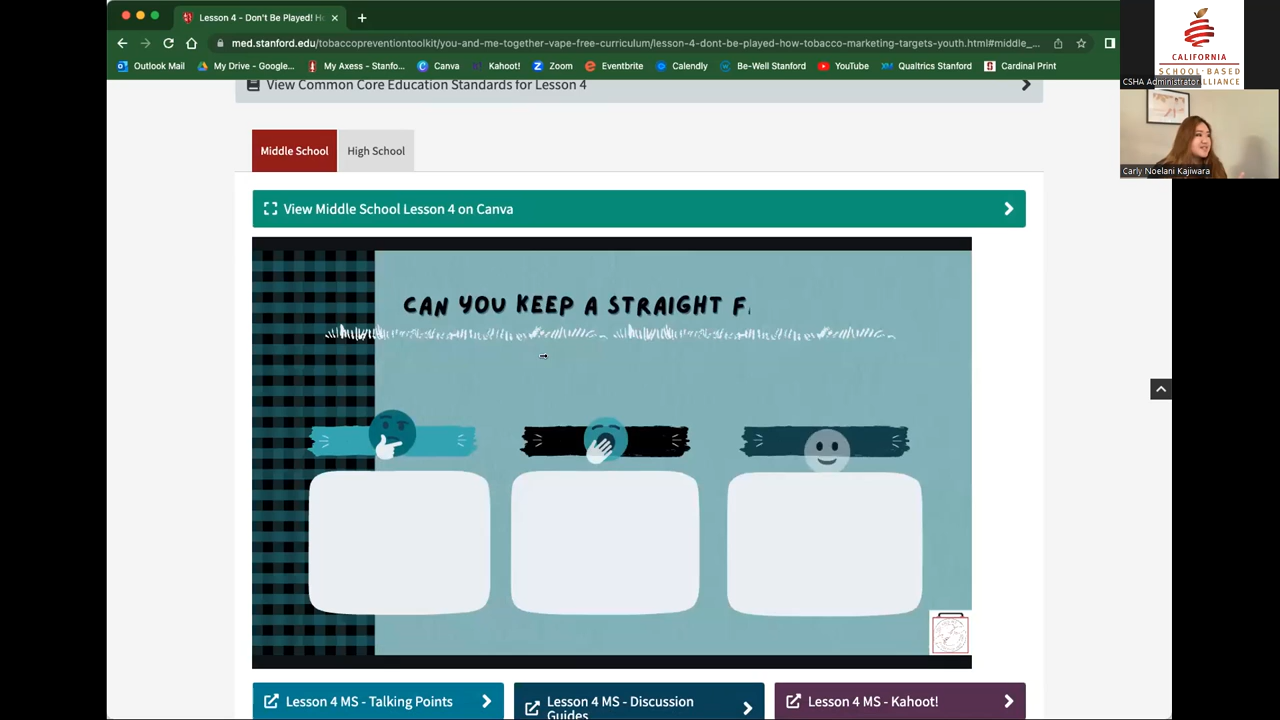 Lesson 4 - Don't Be Played! Ho
med.stanford.edu/tobaccopreventiontoolkit/you-and-me-together-vape-free-curriculum/lesson-4-dont-be-played-how-tobacco-marketing-targets-youth.html#middle_...
Outlook Mail
My Drive - Google...
My Axess - Stanfo...
Canva
Kahoot!
Zoom
Eventbrite
Calendly
Be-Well Stanford
YouTube
Qualtrics Stanford
Cardinal Print
View Common Core Education Standards for Lesson 4
Middle School
High School
View Middle School Lesson 4 on Canva
CAN YOU KEEP A STRAIGHT F
Lesson 4 MS - Talking Points
Lesson 4 MS - Discussion
Guides
Lesson 4 MS - Kahoot!
CALIFORNIA
SCHOOL-BASED
CSHA Administrator
Carly Noelani Kajiwara